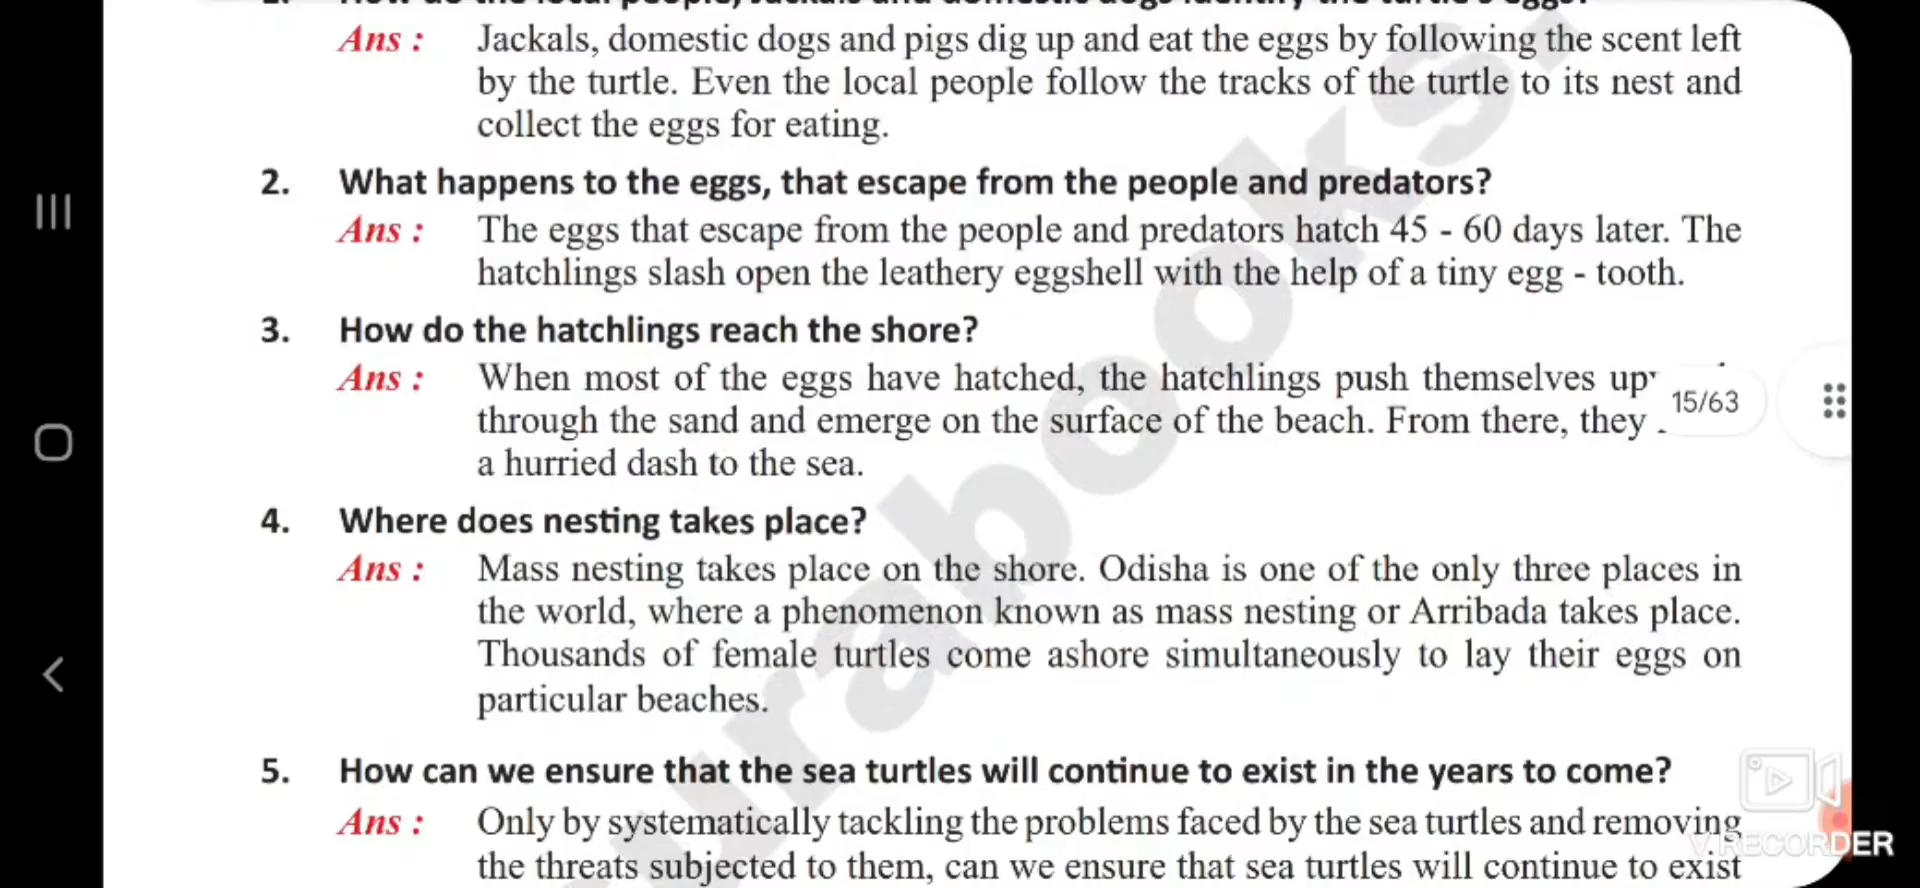 Ans : Jackals, domestic dogs and pigs dig up and eat the eggs by following the scent left
by the turtle. Even the local people follow the tracks of the turtle to its nest and
collect the eggs for eating.
2. What happens to the eggs, that escape from the people and predators?
Ans : The eggs that escape from the people and predators hatch 45 - 60 days later. The
hatchlings slash open the leathery eggshell with the help of a tiny egg - tooth.
3. How do the hatchlings reach the shore?
Ans : When most of the eggs have hatched, the hatchlings push themselves up
15/63
through the sand and emerge on the surface of the beach. From there, they
a hurried dash to the sea.
4. Where does nesting takes place?
Ans : Mass nesting takes place on the shore. Odisha is one of the only three places in
the world, where a phenomenon known as mass nesting or Arribada takes place.
Thousands of female turtles come ashore simultaneously to lay their eggs on
particular beaches.
5. How can we ensure that the sea turtles will continue to exist in the years to come?
Ans : Only by systematically tackling the problems faced by the sea turtles and removing
the threats subjected to them, can we ensure that sea turtles will continue to exist
V RECORDER
urabooks.